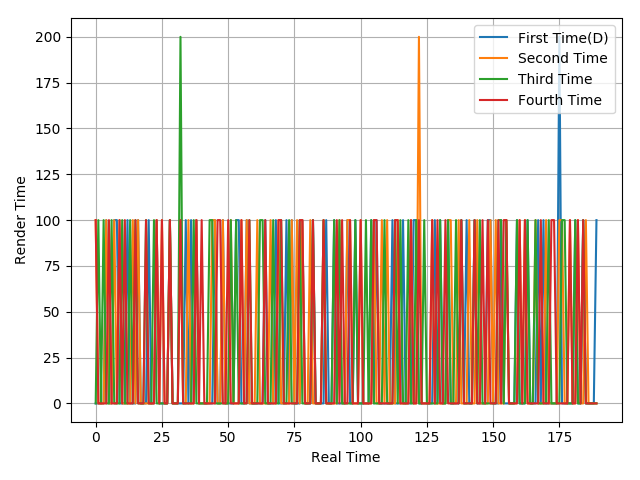 200
175
150
125
100
75
50
25
0
Render Time
0 25 50 75 100 125 150 175
Real Time
First Time(D)
Second Time
Third Time
Fourth Time